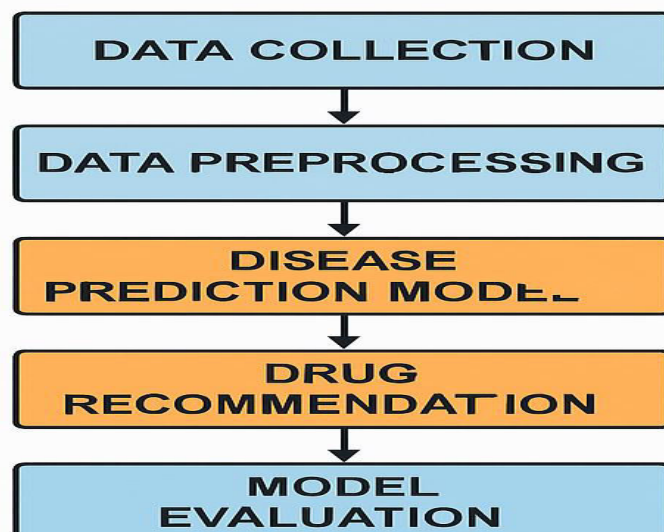 DATA COLLECTION
DATA PREPROCESSING
DISEASE
PREDICTION MODEL
DRUG
RECOMMENDATION
MODEL
EVALUATION